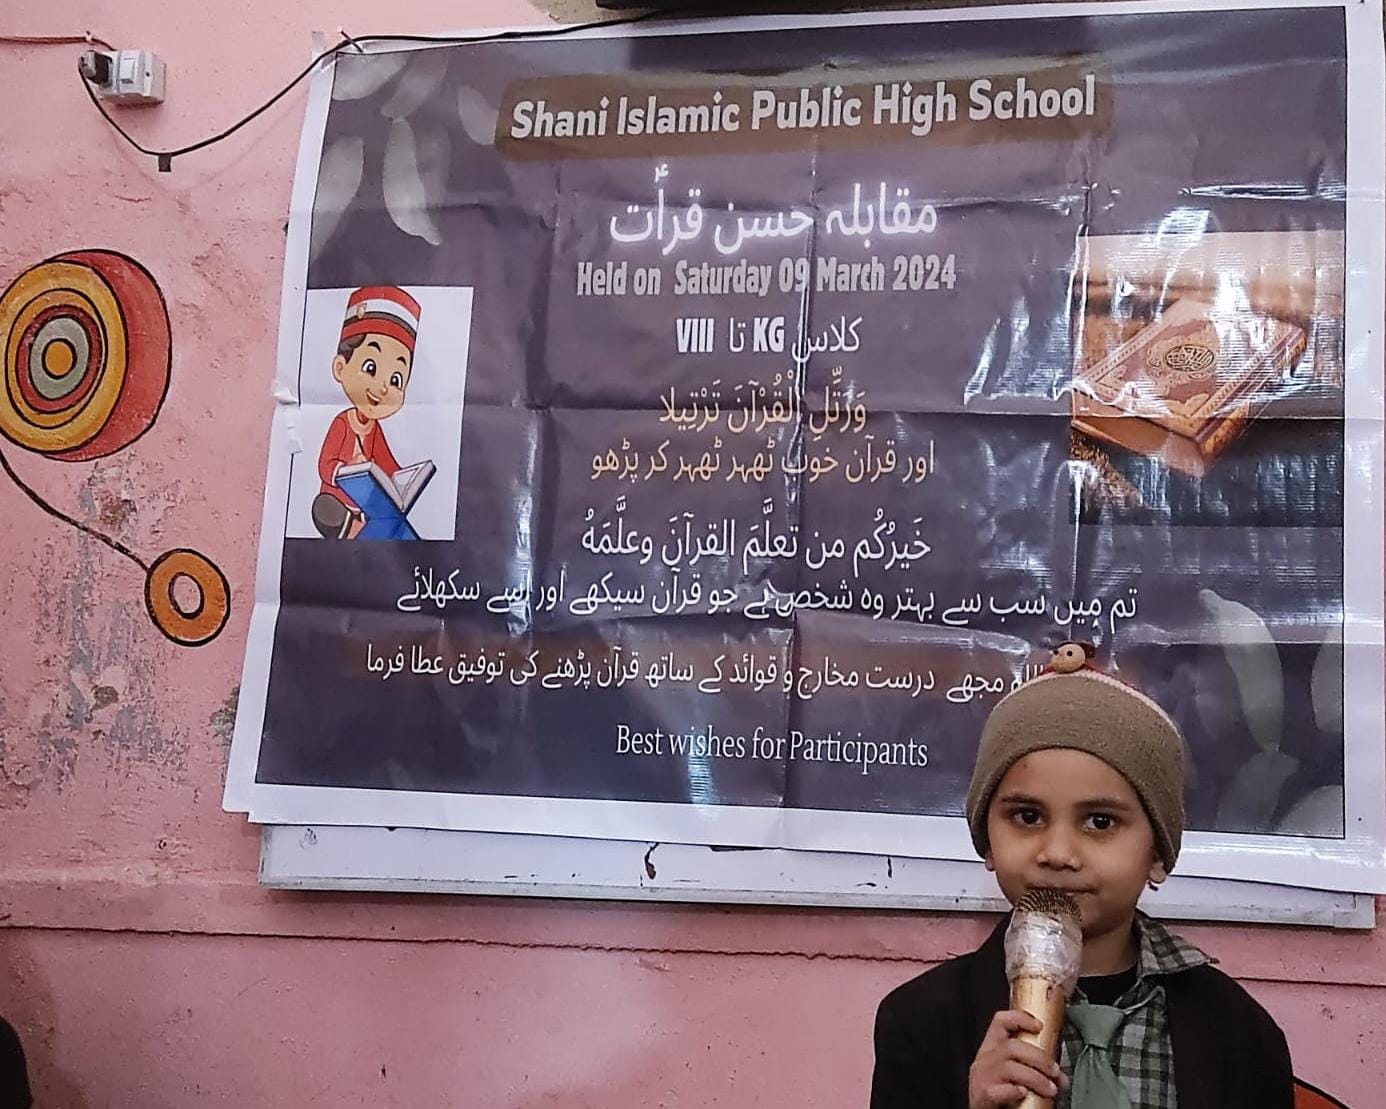 Shani Islamic Public High School
مقابلہ حسن قرأت
Held on Saturday 09 March 2024
کلاس KG تا VIII
وَرَتِّلِ الْقُرْآنَ تَرْتِيلا
اور قرآن خوب ٹھہر ٹھہر کر پڑھو
خَيرُكُم من تعلَّمَ القرآنَ وعلَّمَهُ
تم میں سب سے بہتر وہ شخص ہے جو قرآن سیکھے اور اسے سکھلائے
مجھے درست مخارج و قوائد کے ساتھ قرآن پڑھنے کی توفیق عطا فرما
Best wishes for Participants